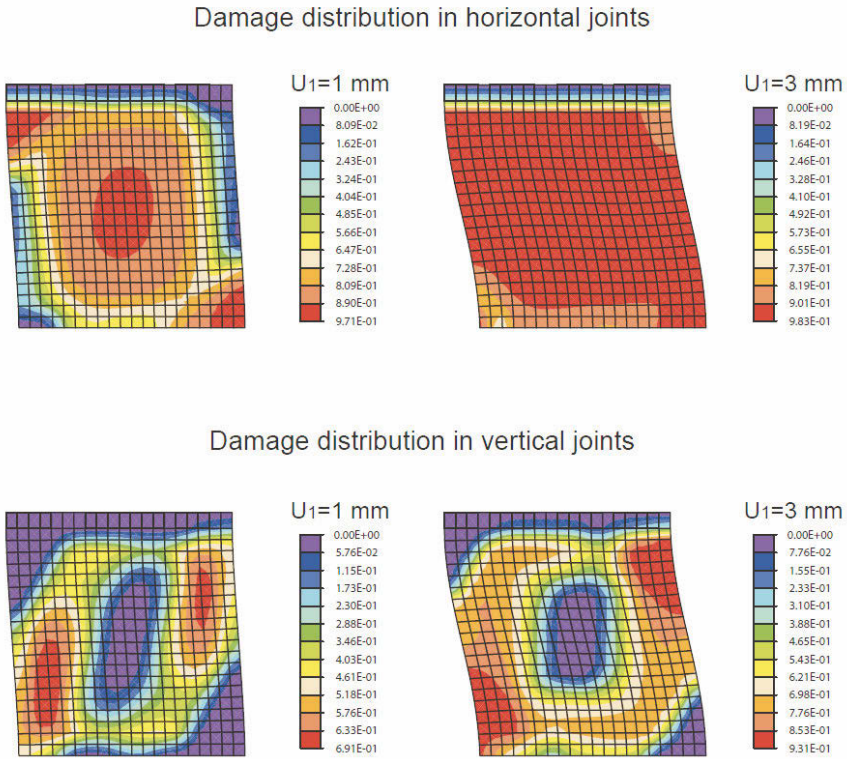 Damage distribution in horizontal joints
U1=1 mm
0.00E+00
8.09E-02
1.62E-01
2.43E-01
3.24E-01
4.04E-01
4.85E-01
5.66E-01
6.47E-01
7.28E-01
8.09E-01
8.90E-01
9.71E-01
U1=3 mm
0.00E+00
8.19E-02
1.64E-01
2.46E-01
3.28E-01
4.10E-01
4.92E-01
5.73E-01
6.55E-01
7.37E-01
8.19E-01
9.01E-01
9.83E-01
Damage distribution in vertical joints
U1=1 mm
0.00E+00
5.76E-02
1.15E-01
1.73E-01
2.30E-01
2.88E-01
3.46E-01
4.03E-01
4.61E-01
5.18E-01
5.76E-01
6.33E-01
6.91E-01
U1=3 mm
0.00E+00
7.76E-02
1.55E-01
2.33E-01
3.10E-01
3.88E-01
4.65E-01
5.43E-01
6.21E-01
6.98E-01
7.76E-01
8.53E-01
9.31E-01